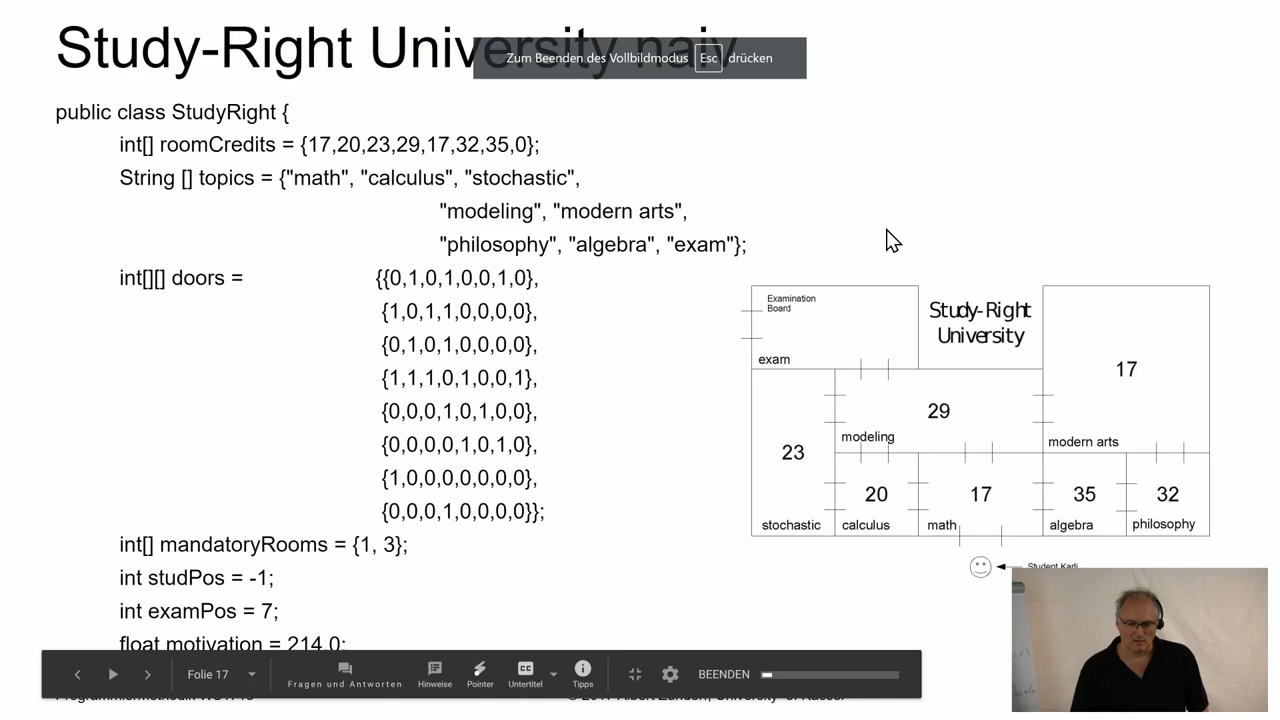 Study-Right University naiv
Zum Beenden des Vollbildmodus Esc drücken
public class StudyRight {
int[] roomCredits = {17,20,23,29,17,32,35,0};
String [] topics = {"math", "calculus", "stochastic",
"modeling", "modern arts",
"philosophy", "algebra", "exam"};
int[][] doors = {{0,1,0,1,0,0,1,0},
{1,0,1,1,0,0,0,0},
{0,1,0,1,0,0,0,0},
{1,1,1,0,1,0,0,1},
{0,0,0,1,0,1,0,0},
{0,0,0,0,1,0,1,0},
{1,0,0,0,0,0,0,0},
{0,0,0,1,0,0,0,0}};
int[] mandatoryRooms = {1, 3};
int studPos = -1;
int examPos = 7;
float motivation = 214.0;
Examination
Board
exam
Study-Right
University
17
29
modeling
modern arts
23
20
17
35
32
stochastic
calculus
math
algebra
philosophy
Student Karli
Folie 17
Fragen und Antworten
Hinweise
Pointer
Untertitel
Tipps
BEENDEN